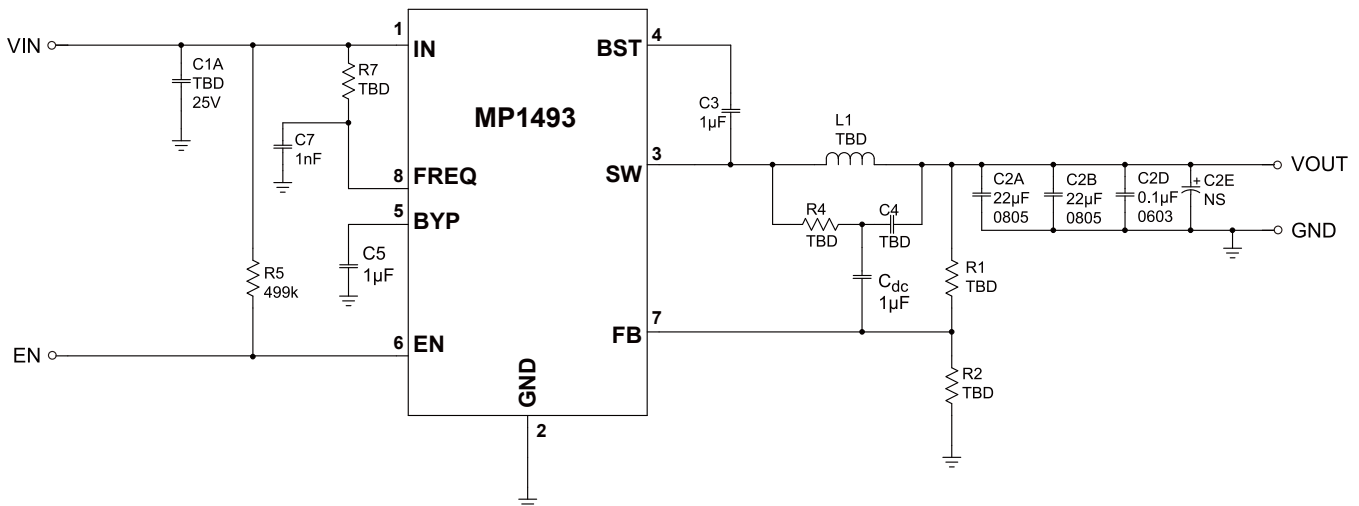 VIN
C1A
TBD
25V
R7
TBD
C7
1nF
1
IN
8
FREQ
5
BYP
C5
1µF
R5
499k
EN
6
EN
MP1493
GND
2
BST
4
C3
1µF
SW
3
L1
TBD
R4
TBD
C4
TBD
Cdc
1µF
FB
7
R1
TBD
R2
TBD
C2A
22µF
0805
C2B
22µF
0805
C2D
0.1µF
0603
+
C2E
NS
VOUT
GND